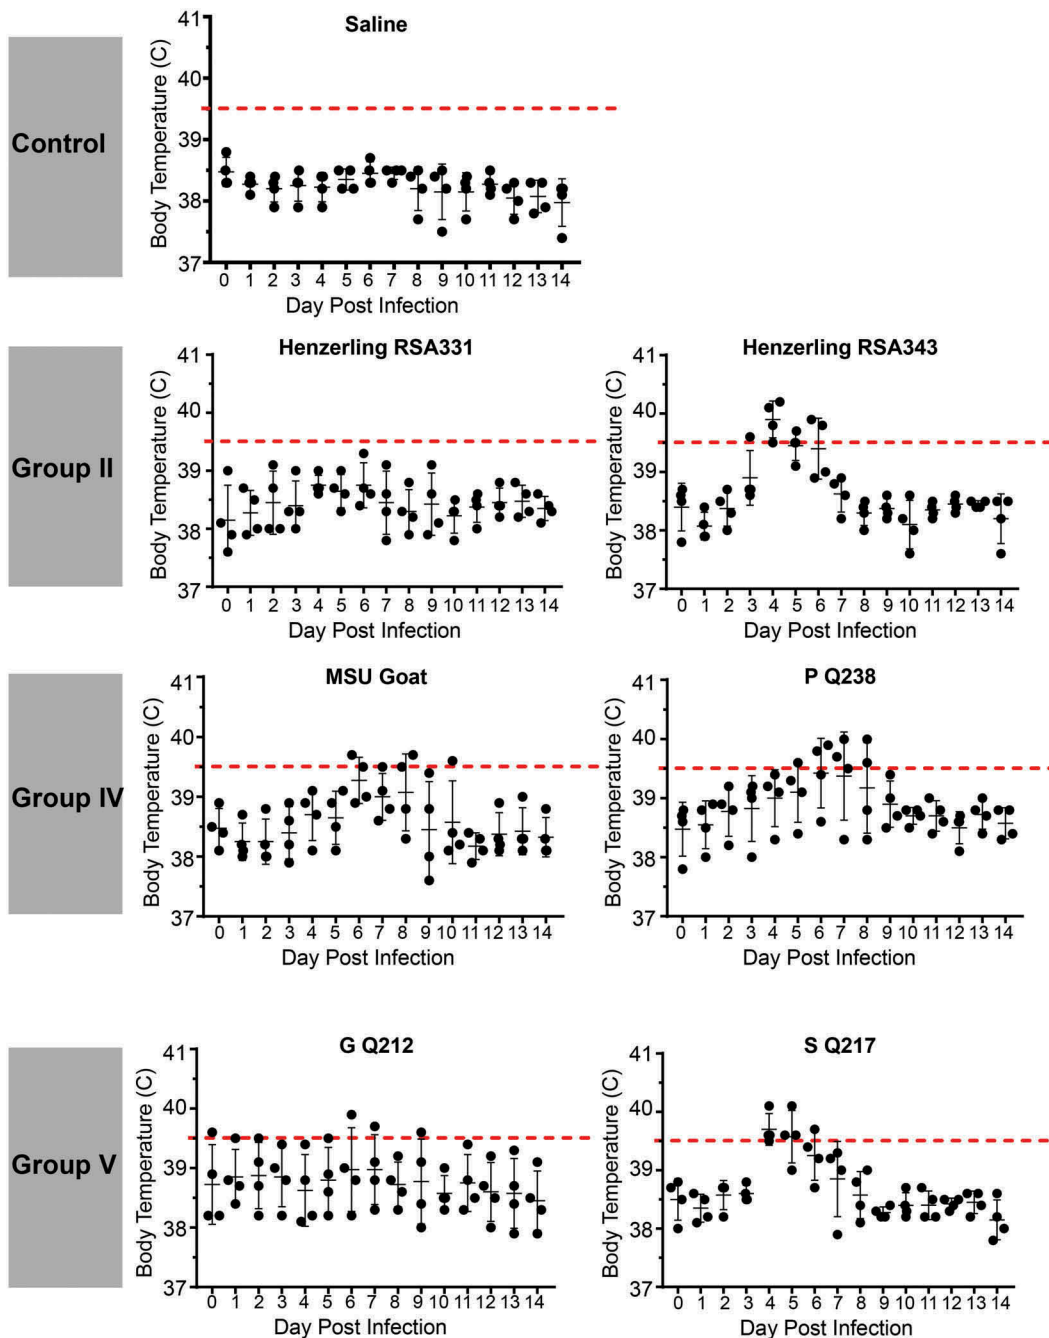 Control
Saline
Body Temperature (C)
41
40
39
38
37
0 1 2 3 4 5 6 7 8 9 10 11 12 13 14
Day Post Infection
Group II
Henzerling RSA331
Body Temperature (C)
41
40
39
38
37
0 1 2 3 4 5 6 7 8 9 10 11 12 13 14
Day Post Infection
Henzerling RSA343
Body Temperature (C)
41
40
39
38
37
0 1 2 3 4 5 6 7 8 9 10 11 12 13 14
Day Post Infection
Group IV
MSU Goat
Body Temperature (C)
41
40
39
38
37
0 1 2 3 4 5 6 7 8 9 10 11 12 13 14
Day Post Infection
P Q238
Body Temperature (C)
41
40
39
38
37
0 1 2 3 4 5 6 7 8 9 10 11 12 13 14
Day Post Infection
Group V
G Q212
Body Temperature (C)
41
40
39
38
37
0 1 2 3 4 5 6 7 8 9 10 11 12 13 14
Day Post Infection
S Q217
Body Temperature (C)
41
40
39
38
37
0 1 2 3 4 5 6 7 8 9 10 11 12 13 14
Day Post Infection